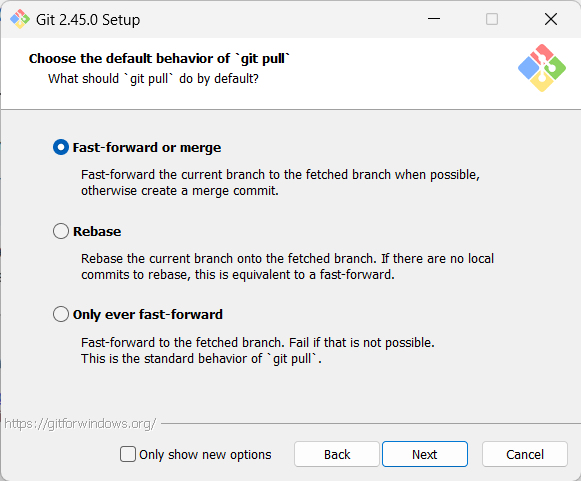 Git 2.45.0 Setup
Choose the default behavior of `git pull`
What should `git pull` do by default?
Fast-forward or merge
Fast-forward the current branch to the fetched branch when possible,
otherwise create a merge commit.
Rebase
Rebase the current branch onto the fetched branch. If there are no local
commits to rebase, this is equivalent to a fast-forward.
Only ever fast-forward
Fast-forward to the fetched branch. Fail if that is not possible.
This is the standard behavior of `git pull`.
https://gitforwindows.org/
Only show new options
Back
Next
Cancel